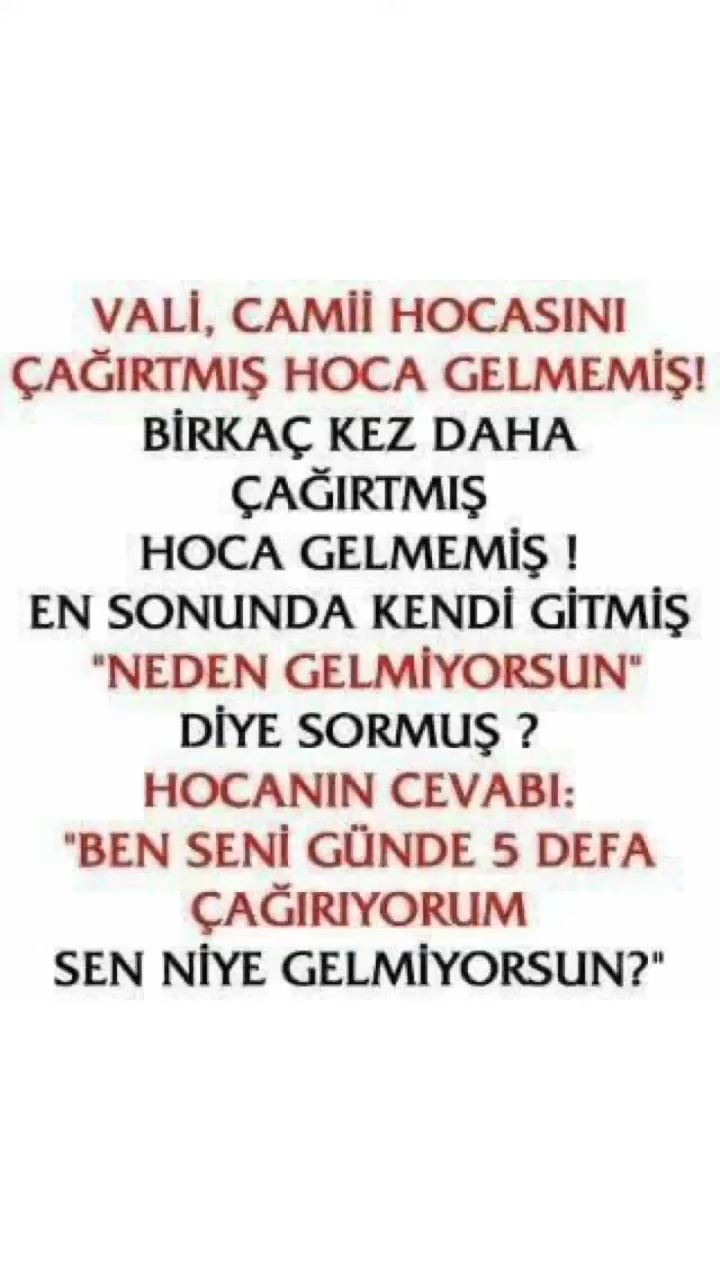 VALİ, CAMİİ HOCASINI
ÇAĞIRTMIŞ HOCA GELMEMİŞ!
BİRKAÇ KEZ DAHA
ÇAĞIRTMIŞ
HOCA GELMEMİŞ !
EN SONUNDA KENDİ GİTMİŞ
"NEDEN GELMİYORSUN"
DİYE SORMUŞ ?
HOCANIN CEVABI:
"BEN SENİ GÜNDE 5 DEFA
ÇAĞIRIYORUM
SEN NİYE GELMİYORSUN?"